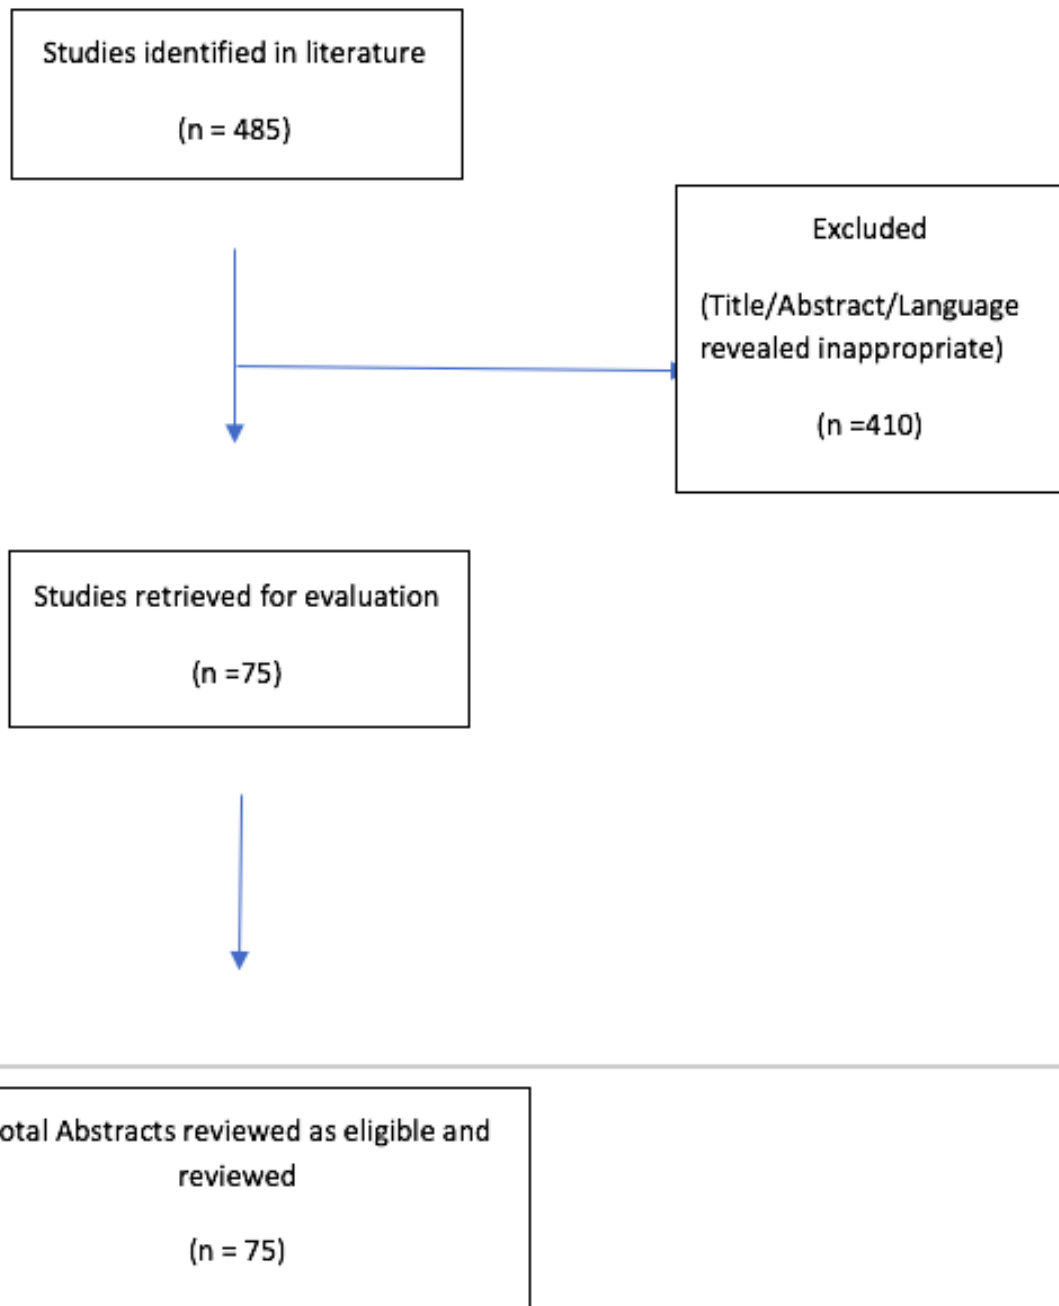 Studies identified in literature
(n = 485)
Excluded
(Title/Abstract/Language
revealed inappropriate)
(n =410)
Studies retrieved for evaluation
(n =75)
otal Abstracts reviewed as eligible and
reviewed
(n = 75)